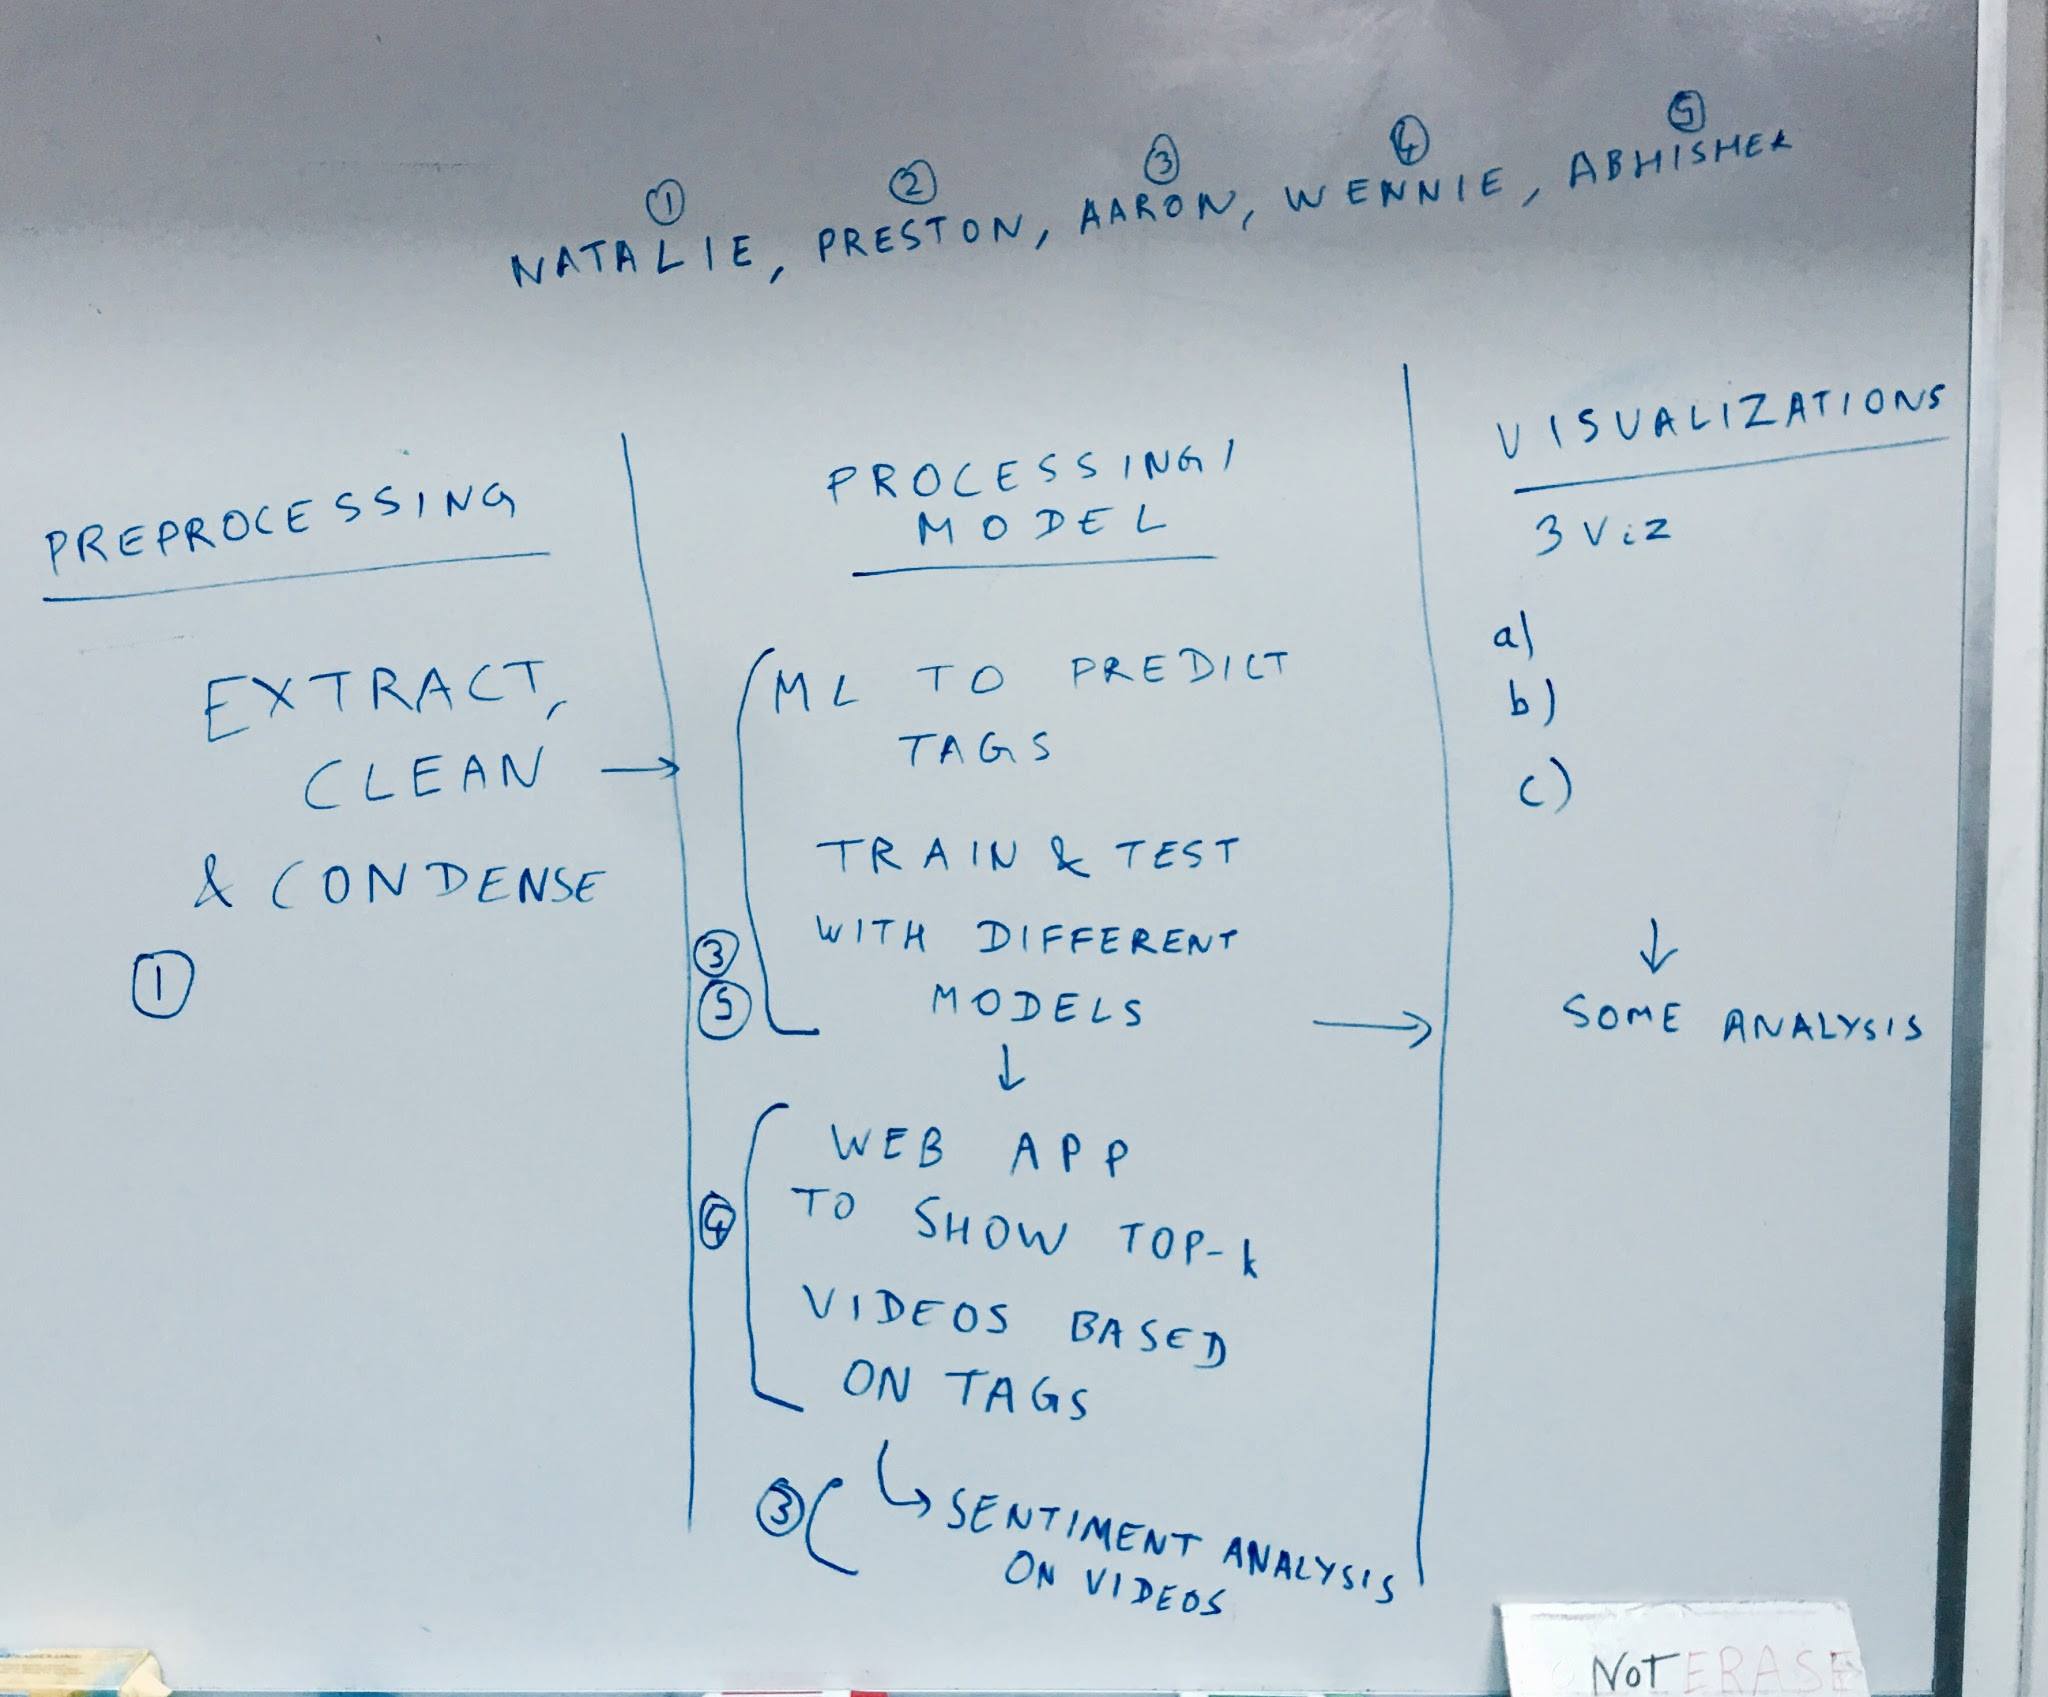 ① ② ③ ④ ⑤
NATALIE, PRESTON, AARON, WENNIE, ABHISHEK
PREPROCESSING
EXTRACT,
CLEAN →
& CONDENSE
①
PROCESSING/
MODEL
ML TO PREDICT
TAGS
TRAIN & TEST
③ WITH DIFFERENT
⑤ MODELS →
↓
WEB APP
④ TO SHOW TOP-k
VIDEOS BASED
ON TAGS
③ ↳ SENTIMENT ANALYSIS
ON VIDEOS
VISUALIZATIONS
3 Viz
a)
b)
c)
↓
SOME ANALYSIS
NOT ERASE